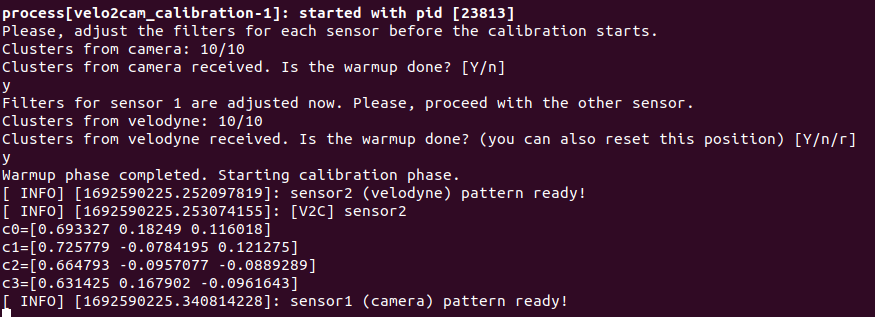 process[velo2cam_calibration-1]: started with pid [23813]
Please, adjust the filters for each sensor before the calibration starts.
Clusters from camera: 10/10
Clusters from camera received. Is the warmup done? [Y/n]
y
Filters for sensor 1 are adjusted now. Please, proceed with the other sensor.
Clusters from velodyne: 10/10
Clusters from velodyne received. Is the warmup done? (you can also reset this position) [Y/n/r]
y
Warmup phase completed. Starting calibration phase.
[ INFO] [1692590225.252097819]: sensor2 (velodyne) pattern ready!
[ INFO] [1692590225.253074155]: [V2C] sensor2
c0=[0.693327 0.18249 0.116018]
c1=[0.725779 -0.0784195 0.121275]
c2=[0.664793 -0.0957077 -0.0889289]
c3=[0.631425 0.167902 -0.0961643]
[ INFO] [1692590225.340814228]: sensor1 (camera) pattern ready!